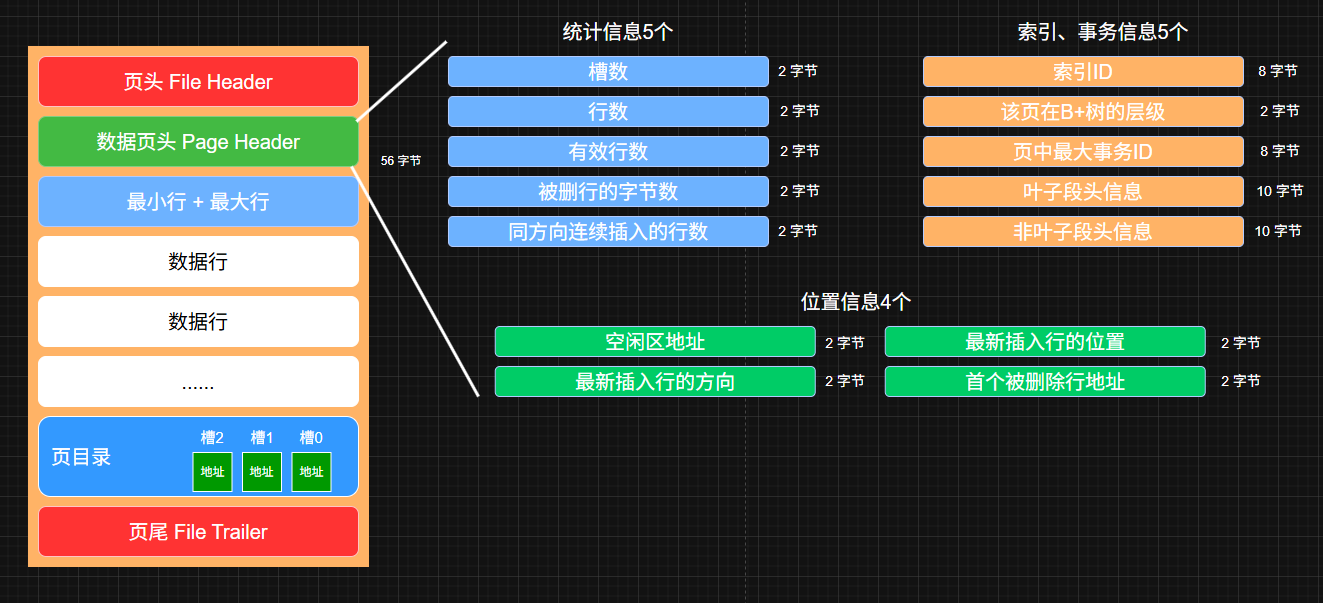 页头 File Header
数据页头 Page Header
56 字节
最小行 + 最大行
数据行
数据行
......
页目录
槽2 槽1 槽0
地址 地址 地址
页尾 File Trailer
统计信息5个
槽数 2 字节
行数 2 字节
有效行数 2 字节
被删行的字节数 2 字节
同方向连续插入的行数 2 字节
索引、事务信息5个
索引ID 8 字节
该页在B+树的层级 2 字节
页中最大事务ID 8 字节
叶子段头信息 10 字节
非叶子段头信息 10 字节
位置信息4个
空闲区地址 2 字节 最新插入行的位置 2 字节
最新插入行的方向 2 字节 首个被删除行地址 2 字节